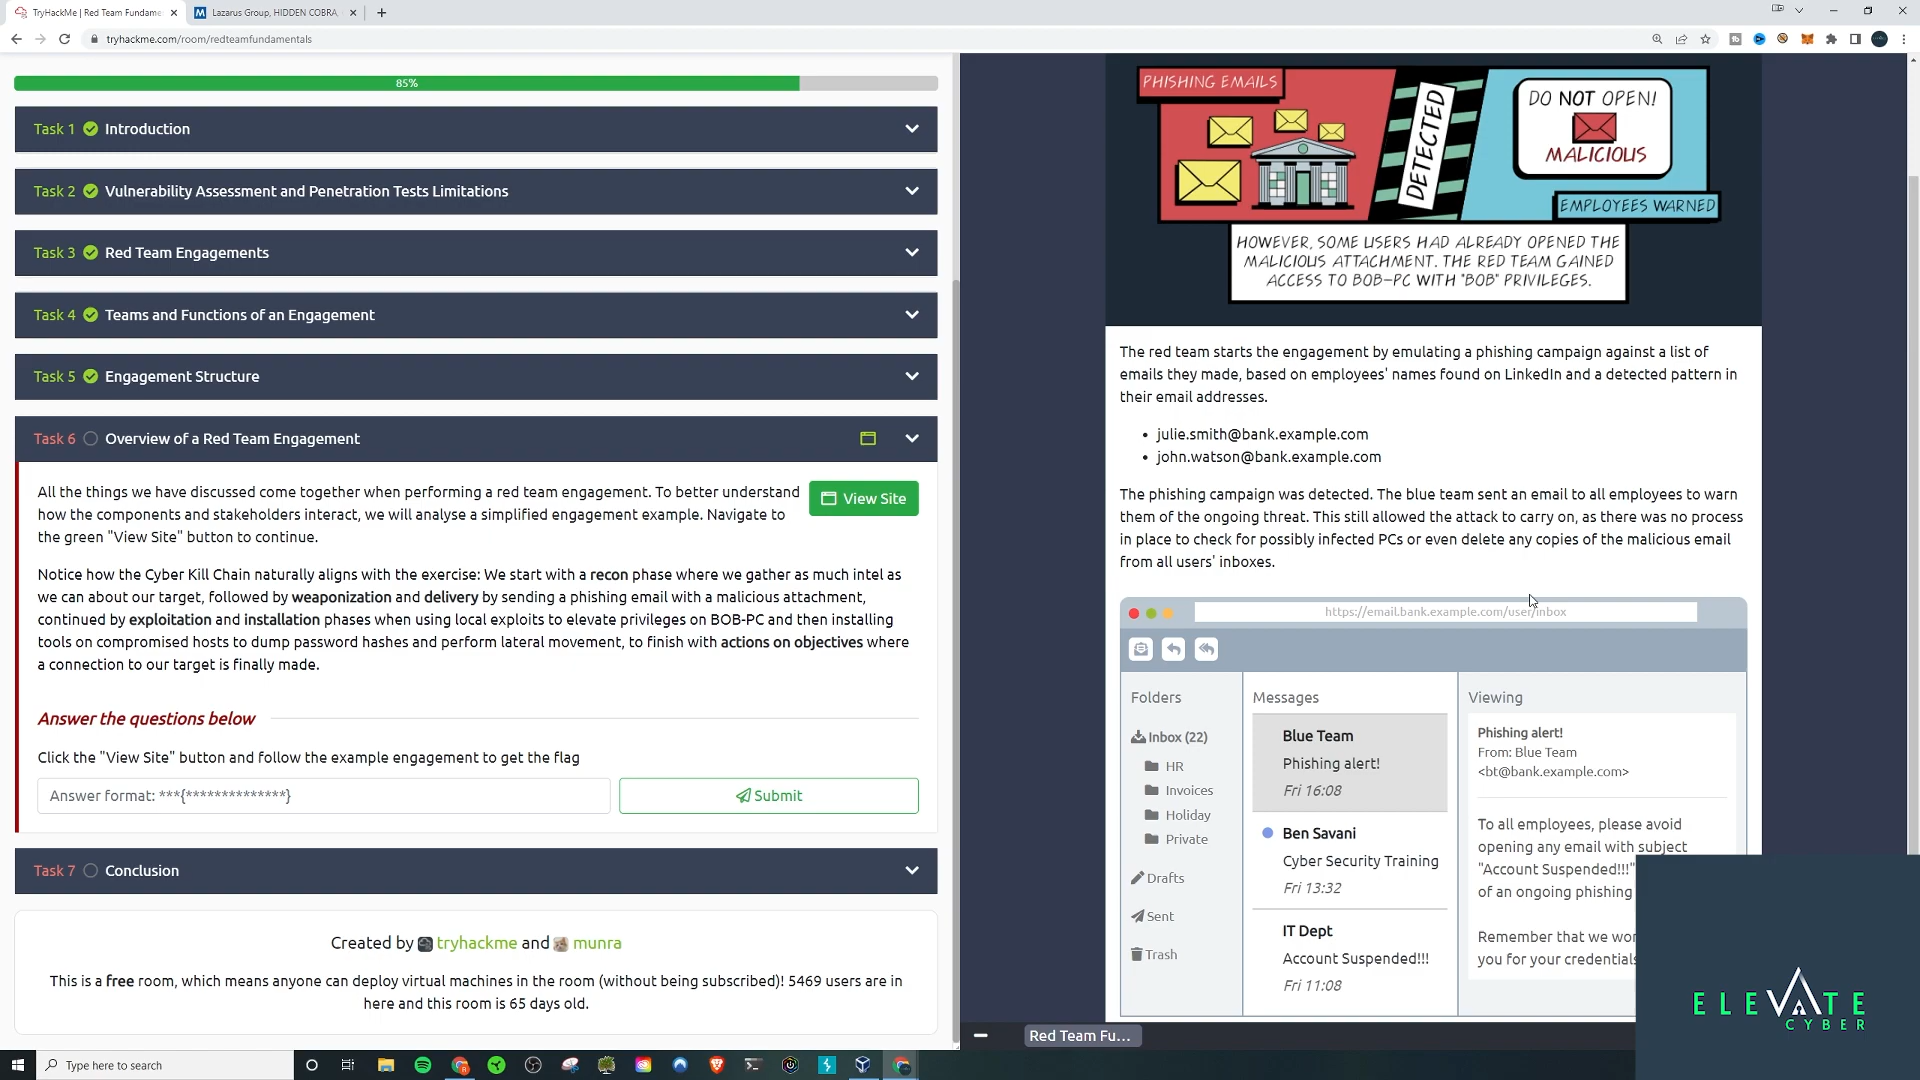 TryHackMe | Red Team Fundame
Lazarus Group, HIDDEN COBRA,
tryhackme.com/room/redteamfundamentals
85%
Task 1 Introduction
Task 2 Vulnerability Assessment and Penetration Tests Limitations
Task 3 Red Team Engagements
Task 4 Teams and Functions of an Engagement
Task 5 Engagement Structure
Task 6 Overview of a Red Team Engagement
All the things we have discussed come together when performing a red team engagement. To better understand
how the components and stakeholders interact, we will analyse a simplified engagement example. Navigate to
the green "View Site" button to continue.
View Site
Notice how the Cyber Kill Chain naturally aligns with the exercise: We start with a recon phase where we gather as much intel as
we can about our target, followed by weaponization and delivery by sending a phishing email with a malicious attachment,
continued by exploitation and installation phases when using local exploits to elevate privileges on BOB-PC and then installing
tools on compromised hosts to dump password hashes and perform lateral movement, to finish with actions on objectives where
a connection to our target is finally made.
Answer the questions below
Click the "View Site" button and follow the example engagement to get the flag
Answer format: ***{**************}
Submit
Task 7 Conclusion
Created by tryhackme and munra
This is a free room, which means anyone can deploy virtual machines in the room (without being subscribed)! 5469 users are in
here and this room is 65 days old.
PHISHING EMAILS
DETECTED
DO NOT OPEN!
MALICIOUS
EMPLOYEES WARNED
HOWEVER, SOME USERS HAD ALREADY OPENED THE
MALICIOUS ATTACHMENT. THE RED TEAM GAINED
ACCESS TO BOB-PC WITH "BOB" PRIVILEGES.
The red team starts the engagement by emulating a phishing campaign against a list of
emails they made, based on employees' names found on LinkedIn and a detected pattern in
their email addresses.
• julie.smith@bank.example.com
• john.watson@bank.example.com
The phishing campaign was detected. The blue team sent an email to all employees to warn
them of the ongoing threat. This still allowed the attack to carry on, as there was no process
in place to check for possibly infected PCs or even delete any copies of the malicious email
from all users' inboxes.
https://email.bank.example.com/user/inbox
Folders
Inbox (22)
HR
Invoices
Holiday
Private
Drafts
Sent
Trash
Messages
Blue Team
Phishing alert!
Fri 16:08
Ben Savani
Cyber Security Training
Fri 13:32
IT Dept
Account Suspended!!!
Fri 11:08
Viewing
Phishing alert!
From: Blue Team
<bt@bank.example.com>
To all employees, please avoid
opening any email with subject
"Account Suspended!!!"
of an ongoing phishing
Remember that we wo
you for your credentials
Red Team Fu...
ELEVATE
CYBER
Type here to search